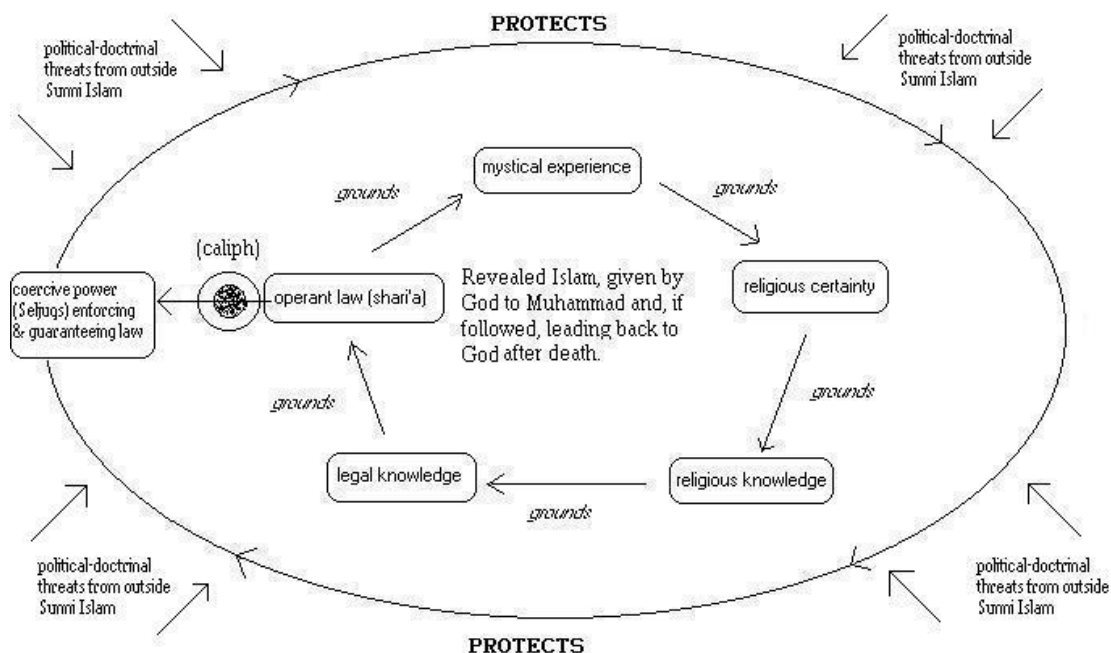 PROTECTS
political-doctrinal
threats from outside
Sunni Islam
political-doctrinal
threats from outside
Sunni Islam
mystical experience
grounds
grounds
(caliph)
coercive power
(Seljuqs) enforcing
& guaranteeing law
operant law (shari'a)
Revealed Islam, given by
God to Muhammad and, if
followed, leading back to
God after death.
religious certainty
grounds
grounds
legal knowledge
religious knowledge
grounds
political-doctrinal
threats from outside
Sunni Islam
political-doctrinal
threats from outside
Sunni Islam
PROTECTS